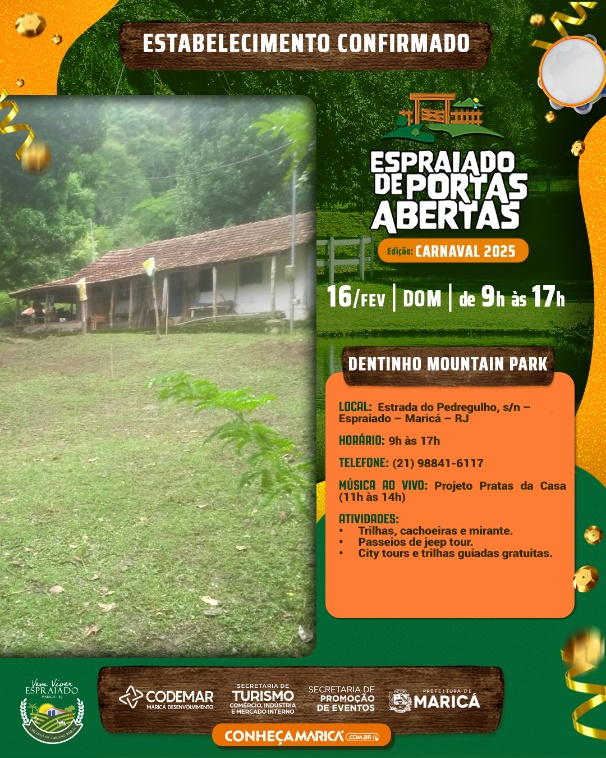 ESTABELECIMENTO CONFIRMADO
ESPRAIADO
DE PORTAS
ABERTAS
Edição: CARNAVAL 2025
16/FEV | DOM | de 9h às 17h
DENTINHO MOUNTAIN PARK
LOCAL: Estrada do Pedregulho, s/n –
Espraiado – Maricá – RJ
HORÁRIO: 9h às 17h
TELEFONE: (21) 98841-6117
MÚSICA AO VIVO: Projeto Pratas da Casa
(11h às 14h)
ATIVIDADES:
• Trilhas, cachoeiras e mirante.
• Passeios de jeep tour.
• City tours e trilhas guiadas gratuitas.
Vem Viver
ESPRAIADO
MARICÁ - RJ
CODEMAR
MARICÁ DESENVOLVIMENTO
SECRETARIA DE
TURISMO
COMÉRCIO, INDÚSTRIA
E MERCADO INTERNO
SECRETARIA DE
PROMOÇÃO
DE EVENTOS
PREFEITURA DE
MARICÁ
CONHEÇAMARICÁ.COM.BR